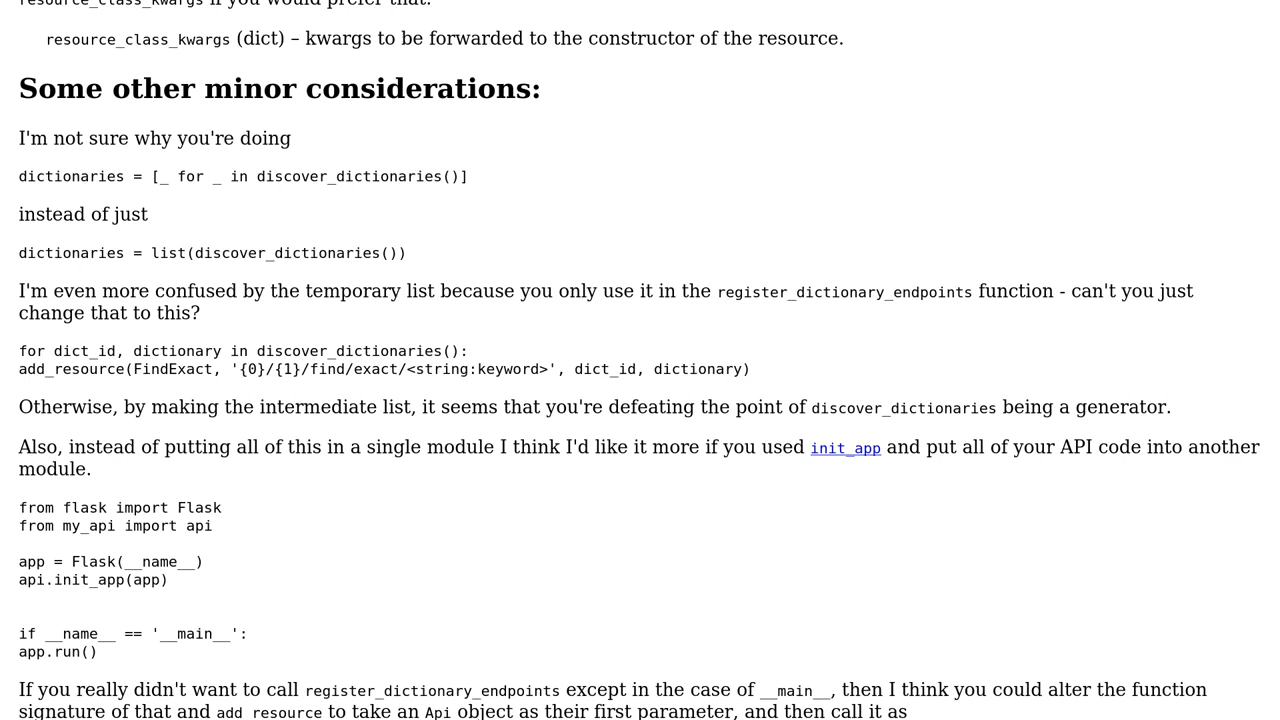 resource_class_kwargs if you would prefer that.
resource_class_kwargs (dict) – kwargs to be forwarded to the constructor of the resource.
Some other minor considerations:
I'm not sure why you're doing
dictionaries = [_ for _ in discover_dictionaries()]
instead of just
dictionaries = list(discover_dictionaries())
I'm even more confused by the temporary list because you only use it in the register_dictionary_endpoints function - can't you just
change that to this?
for dict_id, dictionary in discover_dictionaries():
add_resource(FindExact, '{0}/{1}/find/exact/<string:keyword>', dict_id, dictionary)
Otherwise, by making the intermediate list, it seems that you're defeating the point of discover_dictionaries being a generator.
Also, instead of putting all of this in a single module I think I'd like it more if you used init_app and put all of your API code into another
module.
from flask import Flask
from my_api import api
app = Flask(__name__)
api.init_app(app)
if __name__ == '__main__':
app.run()
If you really didn't want to call register_dictionary_endpoints except in the case of __main__, then I think you could alter the function
signature of that and add_resource to take an Api object as their first parameter, and then call it as